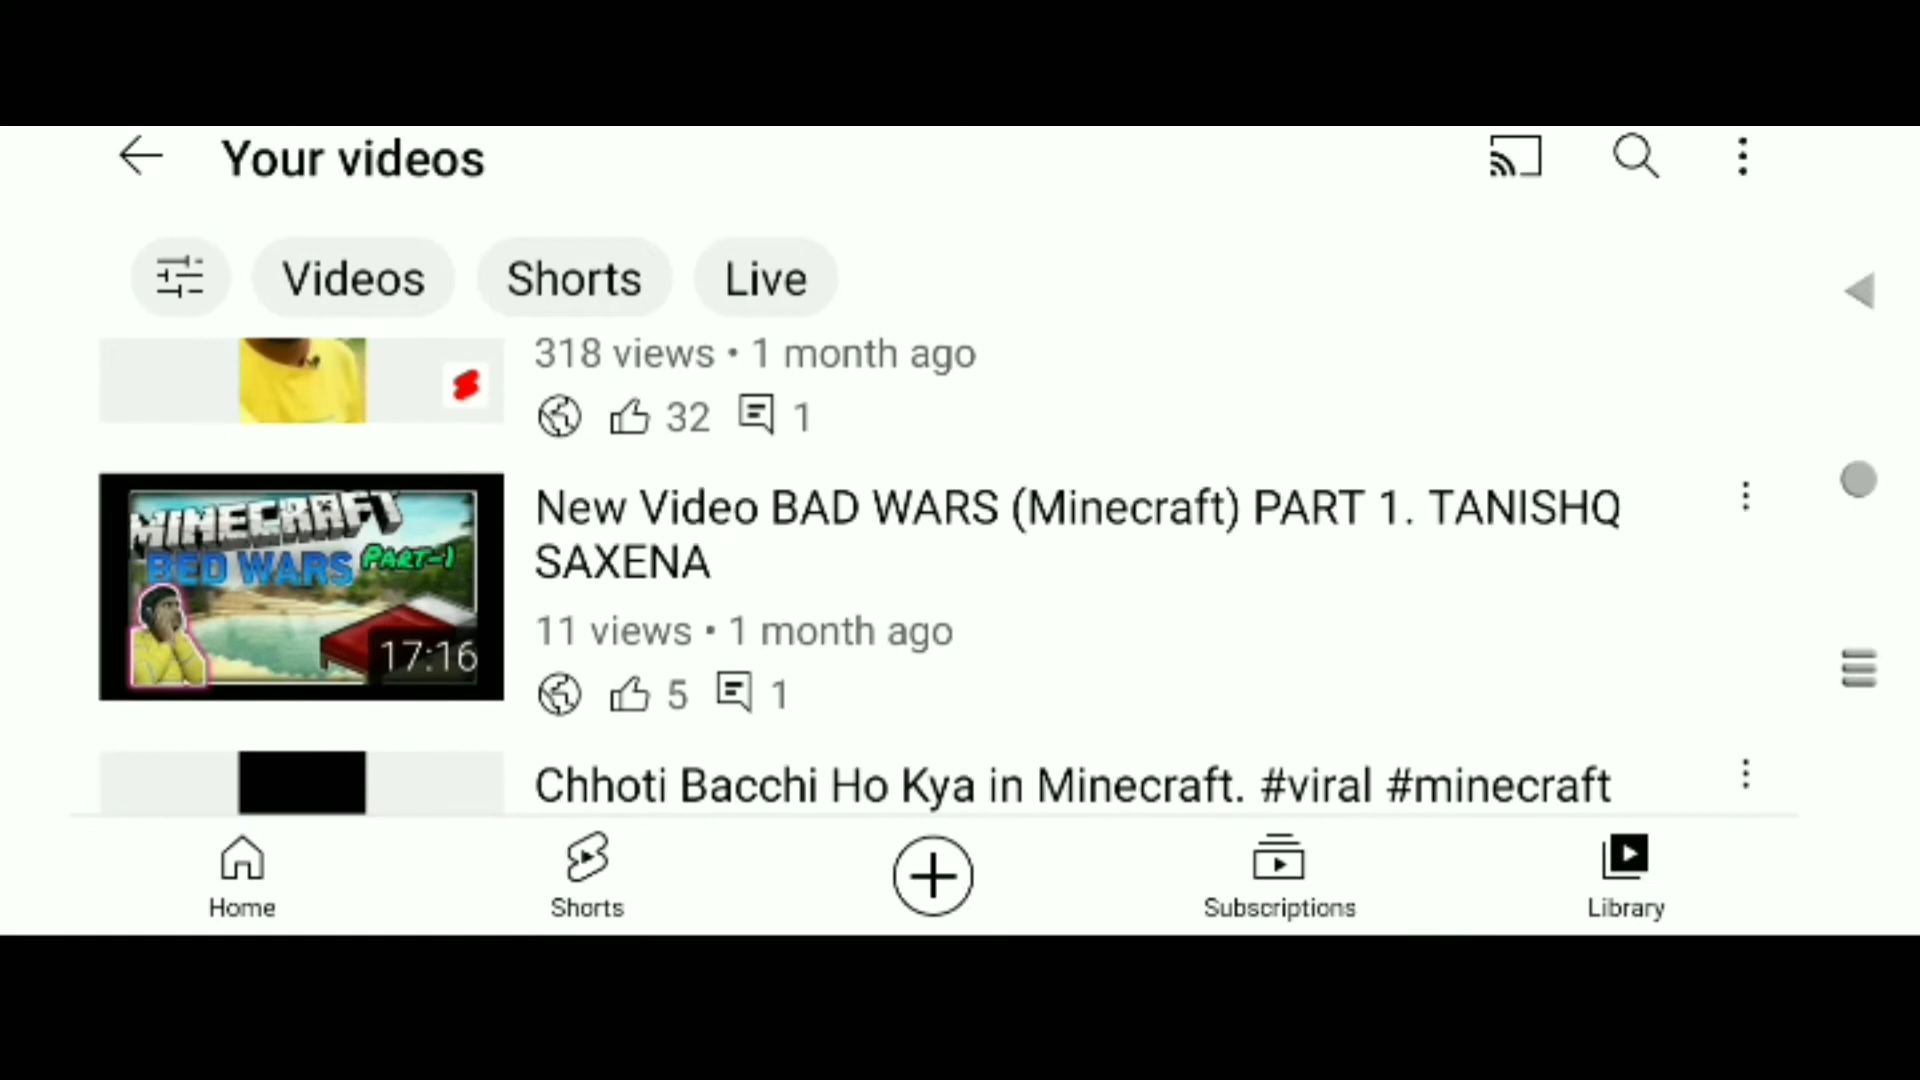 Your videos
Videos
Shorts
Live
318 views • 1 month ago
32
1
MINECRAFT
BED WARS PART-1
17:16
New Video BAD WARS (Minecraft) PART 1. TANISHQ
SAXENA
11 views • 1 month ago
5
1
Chhoti Bacchi Ho Kya in Minecraft. #viral #minecraft
Home
Shorts
Subscriptions
Library